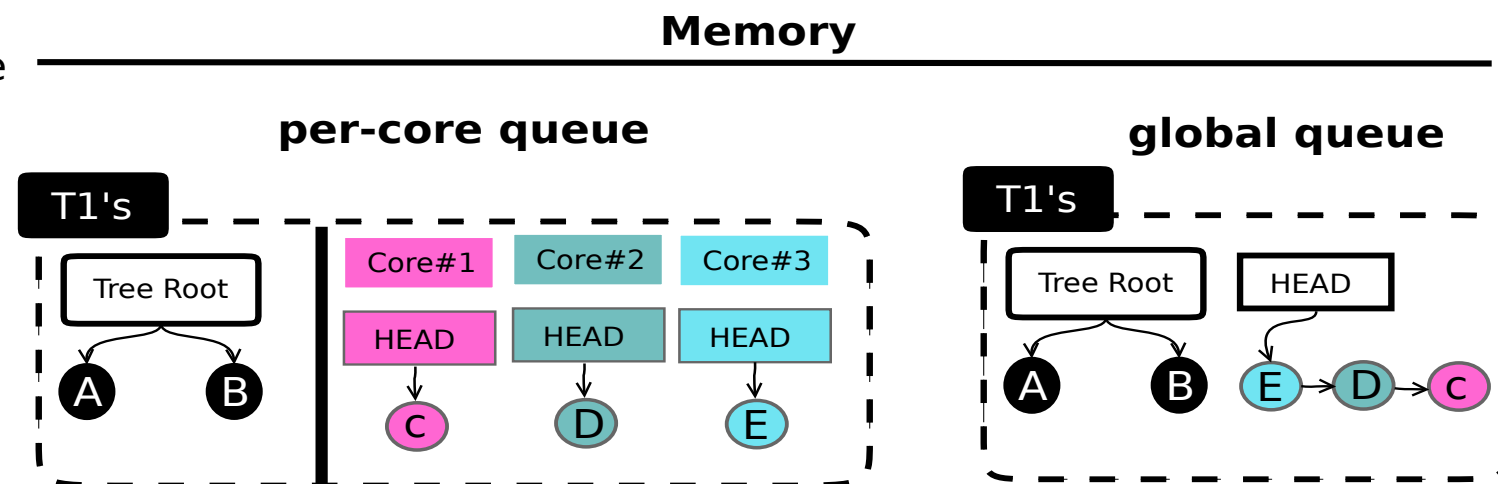 Memory
e
per-core queue
global queue
T1's
Core#1
Core#2
Core#3
Tree Root
HEAD
HEAD
HEAD
A
B
c
D
E
T1's
Tree Root
HEAD
A
B
E
D
c